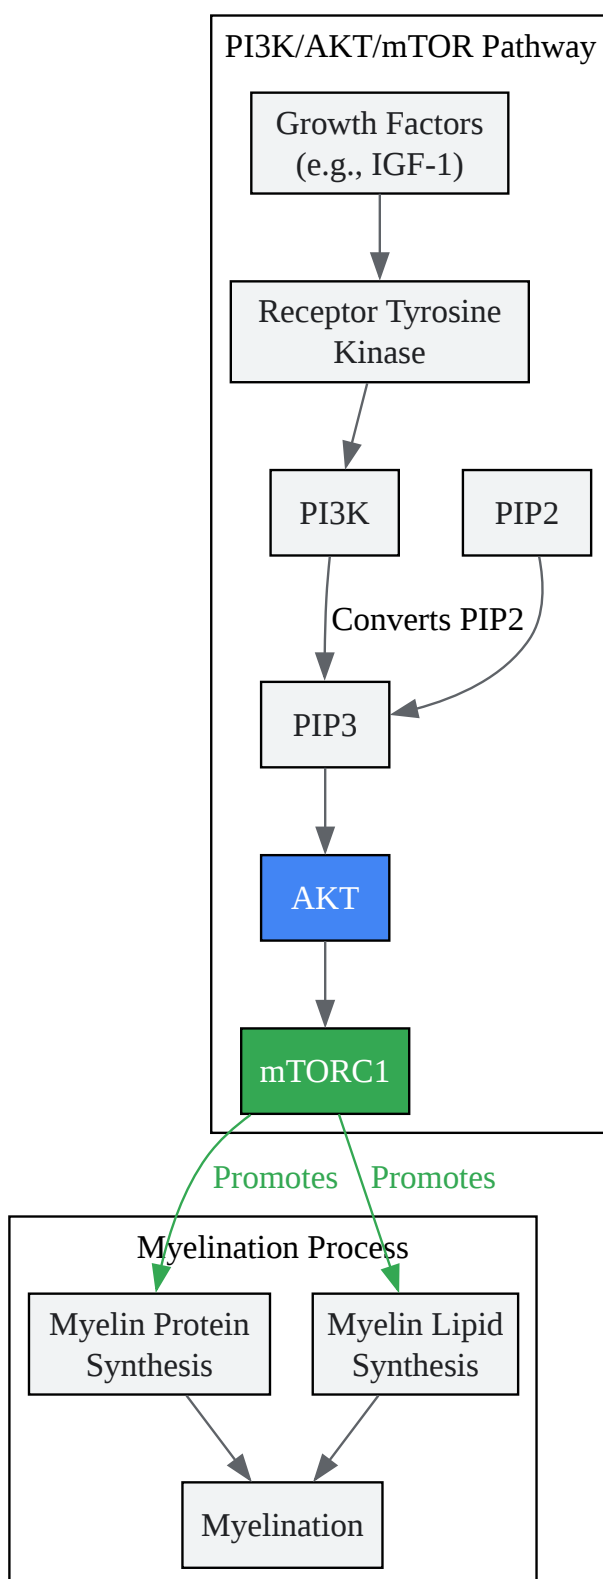 PI3K/AKT/mTOR Pathway
Growth Factors
(e.g., IGF-1)
Receptor Tyrosine
Kinase
PI3K
PIP2
Converts PIP2
PIP3
AKT
mTORC1
Promotes
Promotes
Myelination Process
Myelin Protein
Synthesis
Myelin Lipid
Synthesis
Myelination